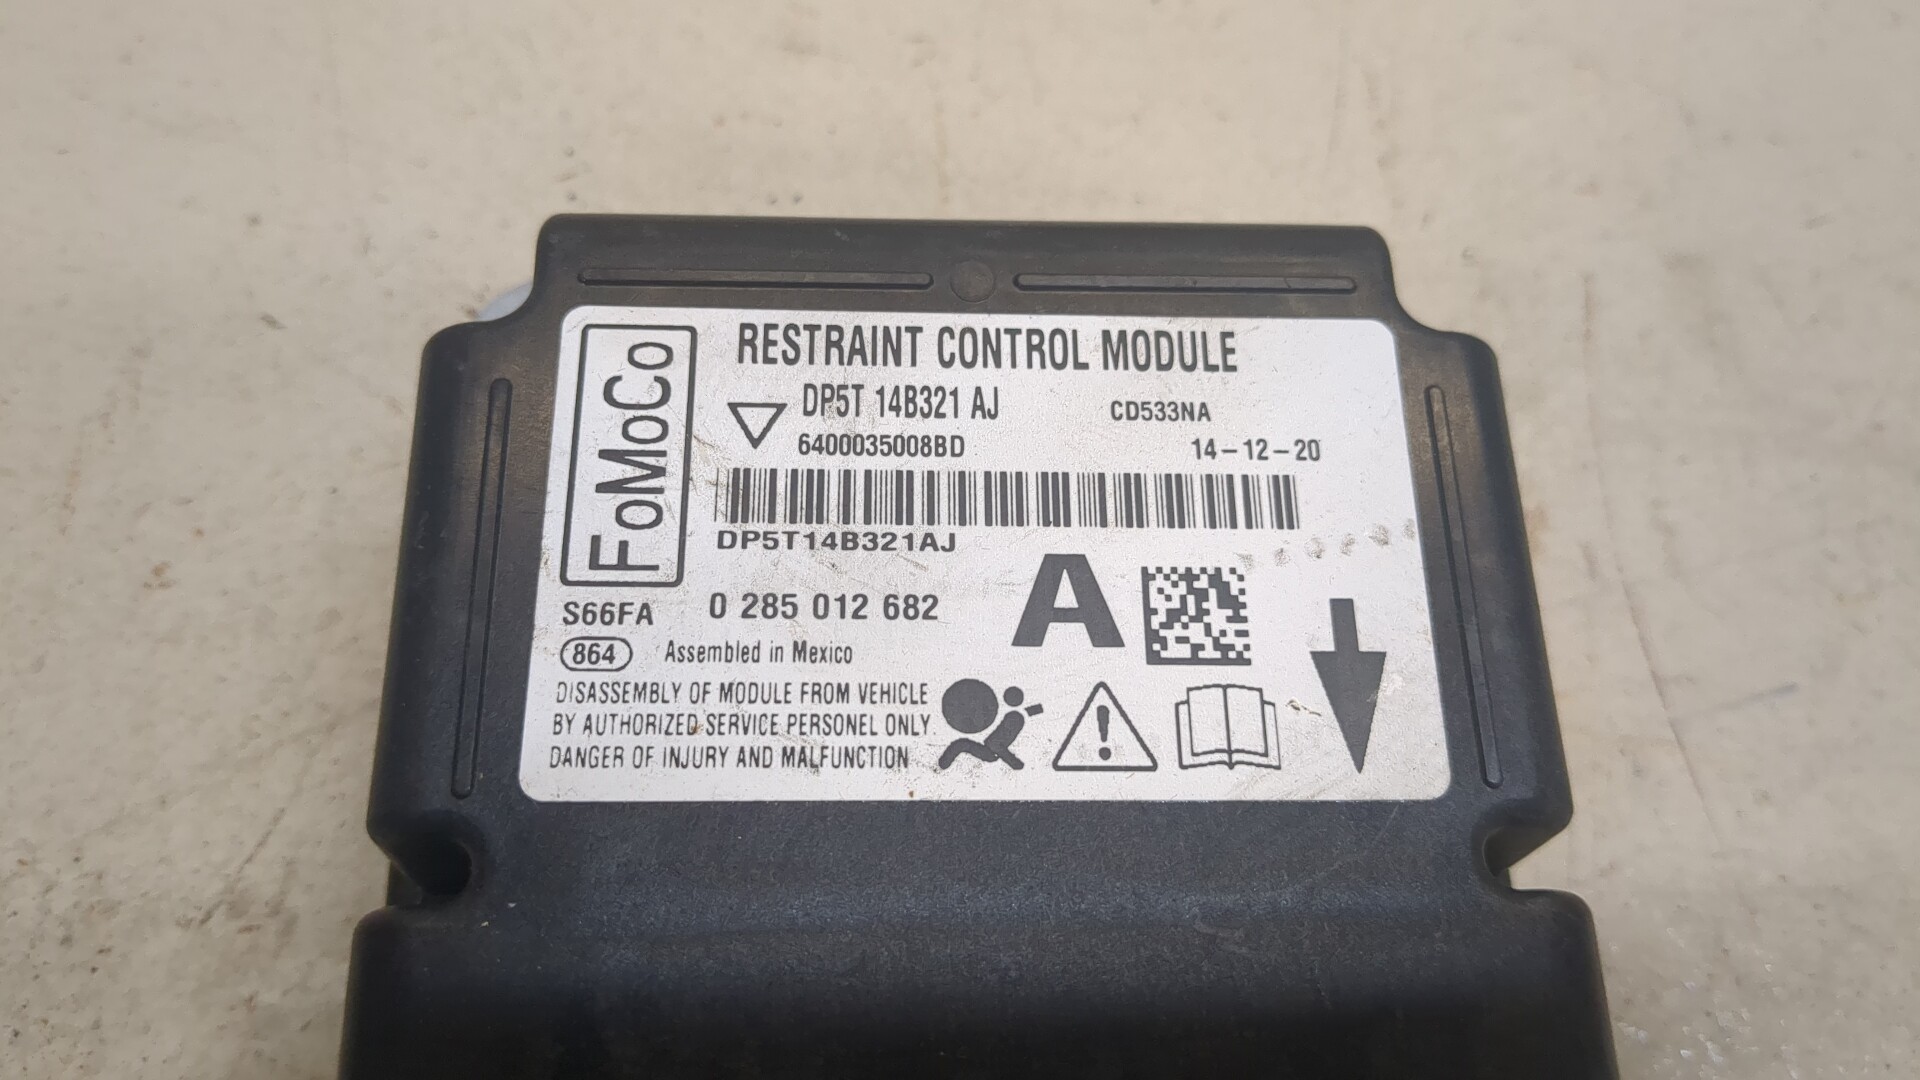 FoMoCo
RESTRAINT CONTROL MODULE
DP5T 14B321 AJ
CD533NA
6400035008BD
14-12-20
DP5T14B321AJ
A
S66FA
0 285 012 682
864
Assembled in Mexico
DISASSEMBLY OF MODULE FROM VEHICLE
BY AUTHORIZED SERVICE PERSONEL ONLY
DANGER OF INJURY AND MALFUNCTION